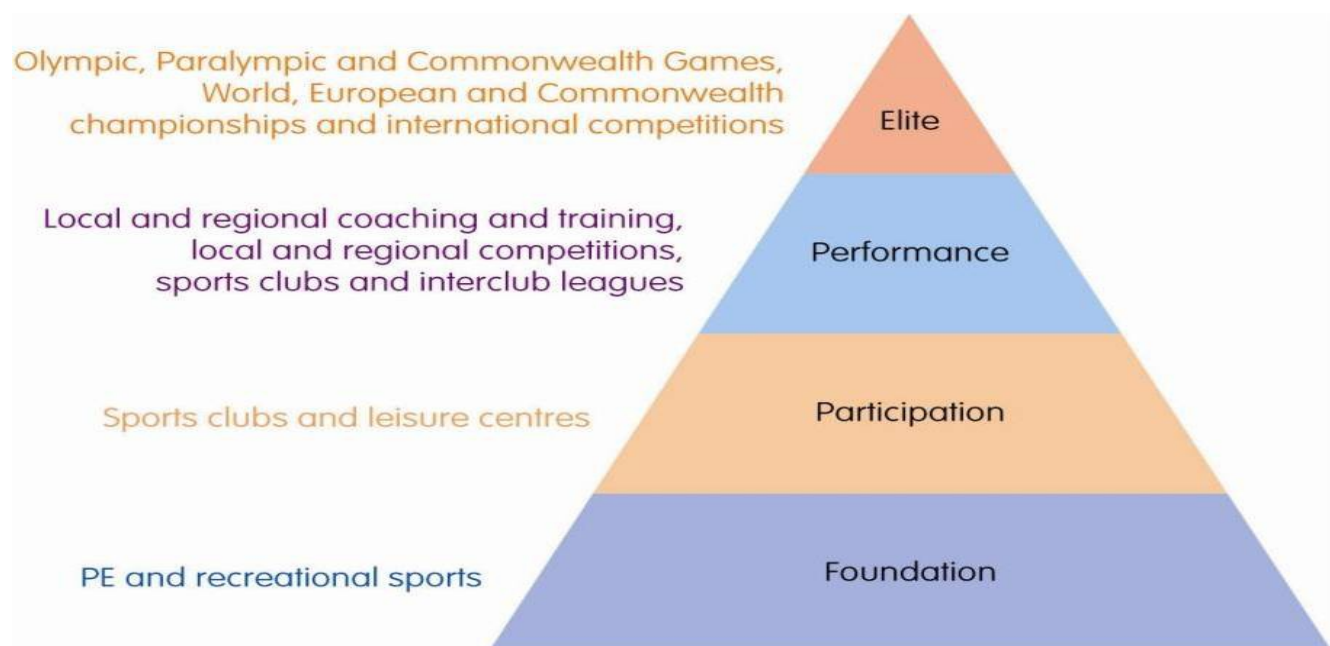 Olympic, Paralympic and Commonwealth Games,
World, European and Commonwealth
championships and international competitions
Elite
Local and regional coaching and training,
local and regional competitions,
sports clubs and interclub leagues
Performance
Sports clubs and leisure centres
Participation
PE and recreational sports
Foundation